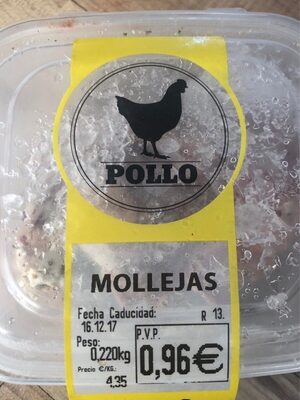 POLLO
MOLLEJAS
Fecha Caducidad: R 13.
16.12.17
Peso: P.V.P.
0,220kg 0,96€
Precio €/KG.:
4,35